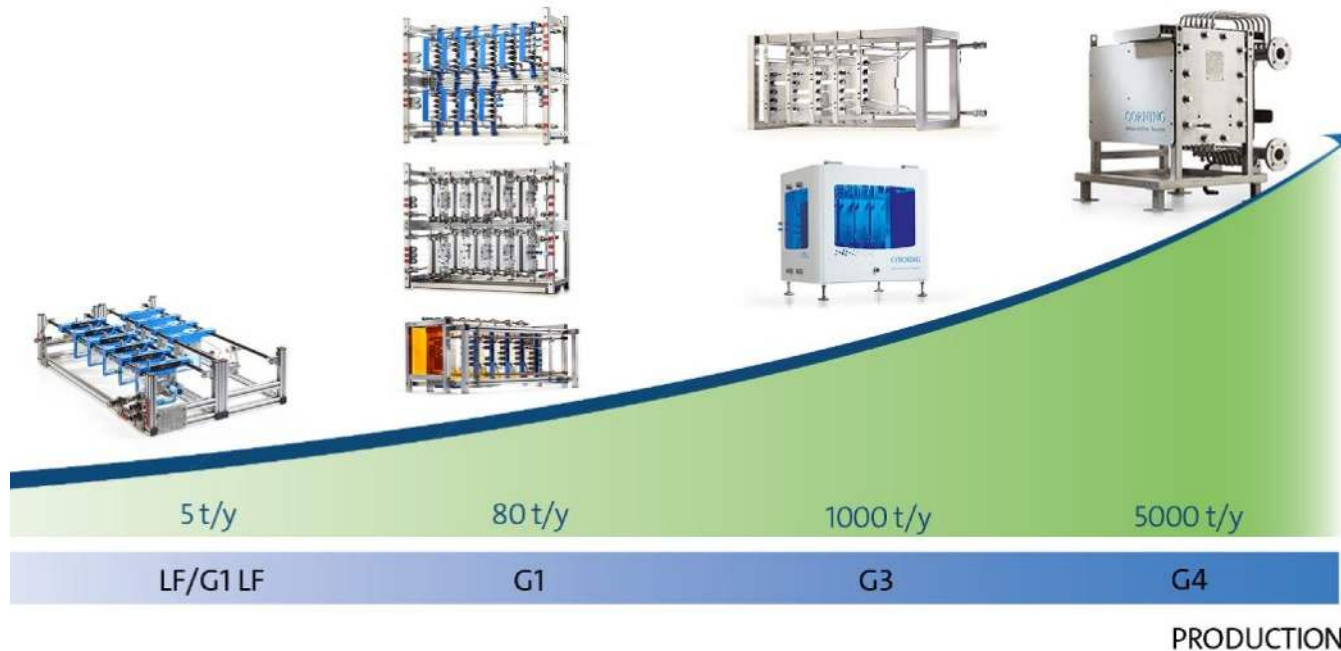 CORNING
CORNING
5 t/y
80 t/y
1000 t/y
5000 t/y
LF/G1 LF
G1
G3
G4
PRODUCTION